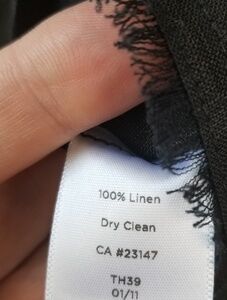 100% Linen
Dry Clean
CA #23147
TH39
01/11